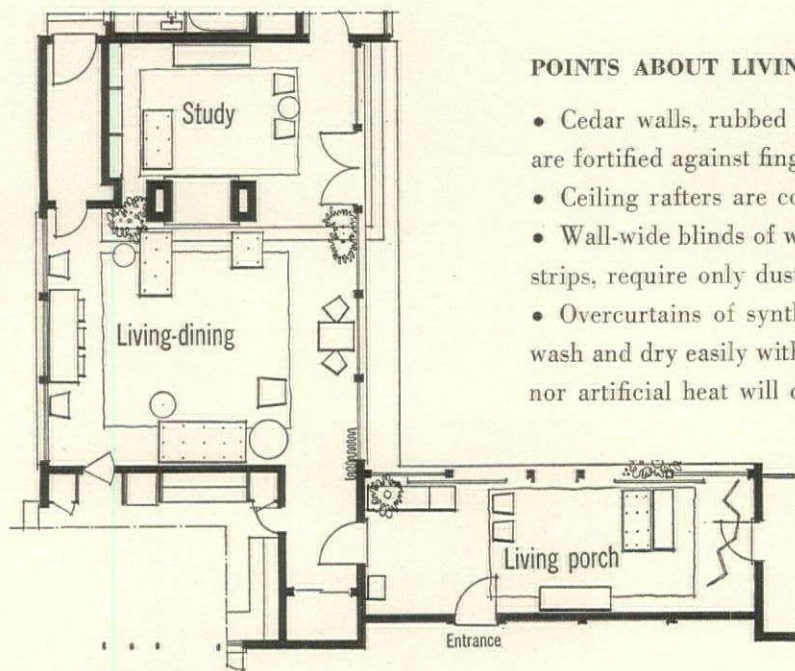 POINTS ABOUT LIVIN
• Cedar walls, rubbed
are fortified against fing
• Ceiling rafters are co
• Wall-wide blinds of w
strips, require only dust
• Overcurtains of synth
wash and dry easily with
nor artificial heat will d
Study
Living-dining
Living porch
Entrance